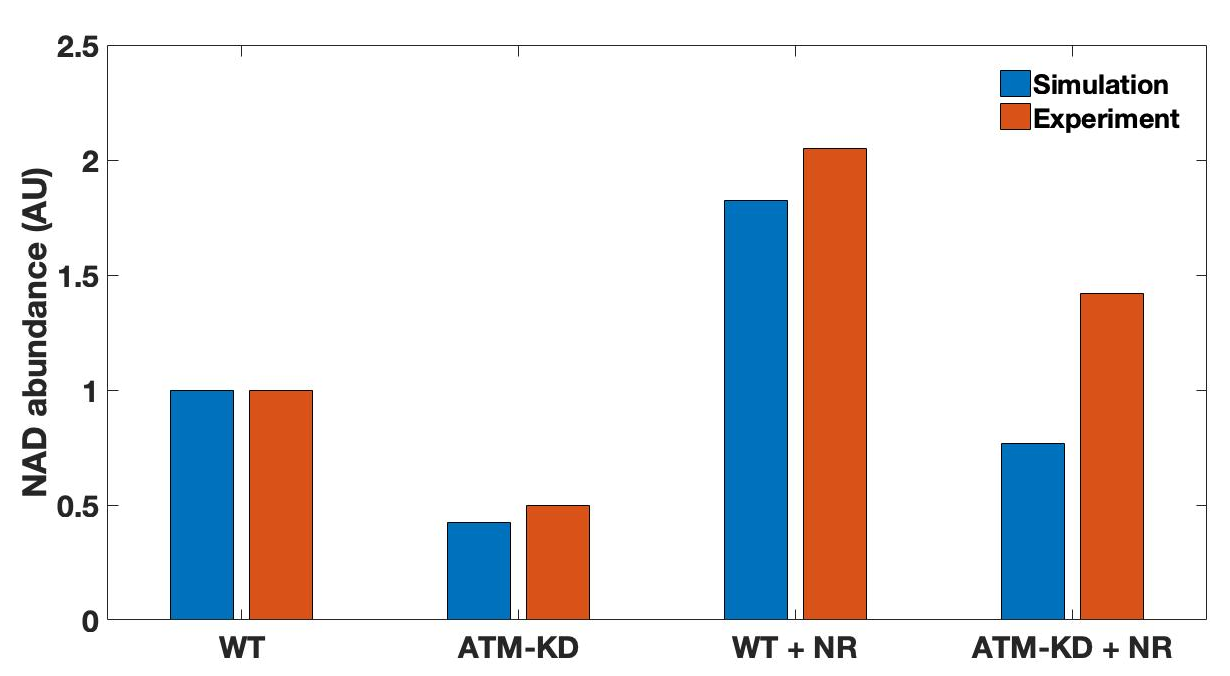 2.5
2
1.5
1
0.5
0
NAD abundance (AU)
Simulation
Experiment
WT
ATM-KD
WT + NR
ATM-KD + NR